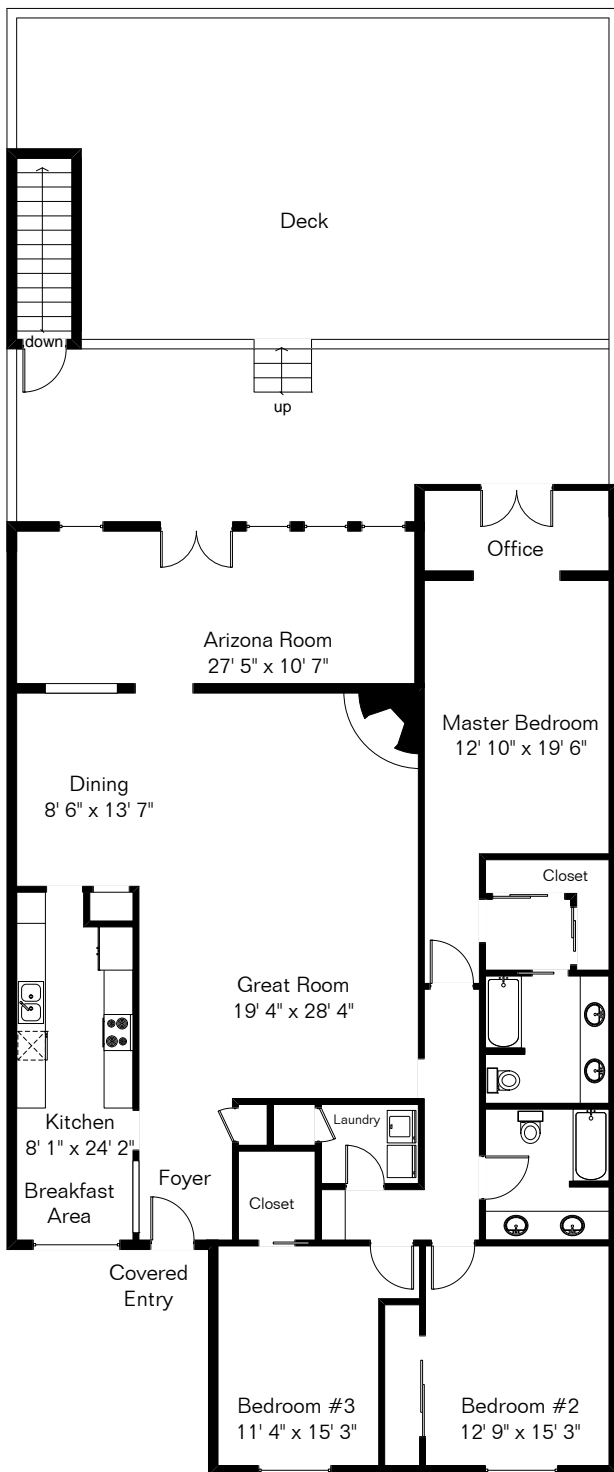 Deck
down
up
Office
Arizona Room
27' 5" x 10' 7"
Master Bedroom
12' 10" x 19' 6"
Dining
8' 6" x 13' 7"
Closet
Great Room
19' 4" x 28' 4"
Kitchen
8' 1" x 24' 2"
Laundry
Foyer
Breakfast
Area
Closet
Covered
Entry
Bedroom #3
11' 4" x 15' 3"
Bedroom #2
12' 9" x 15' 3"